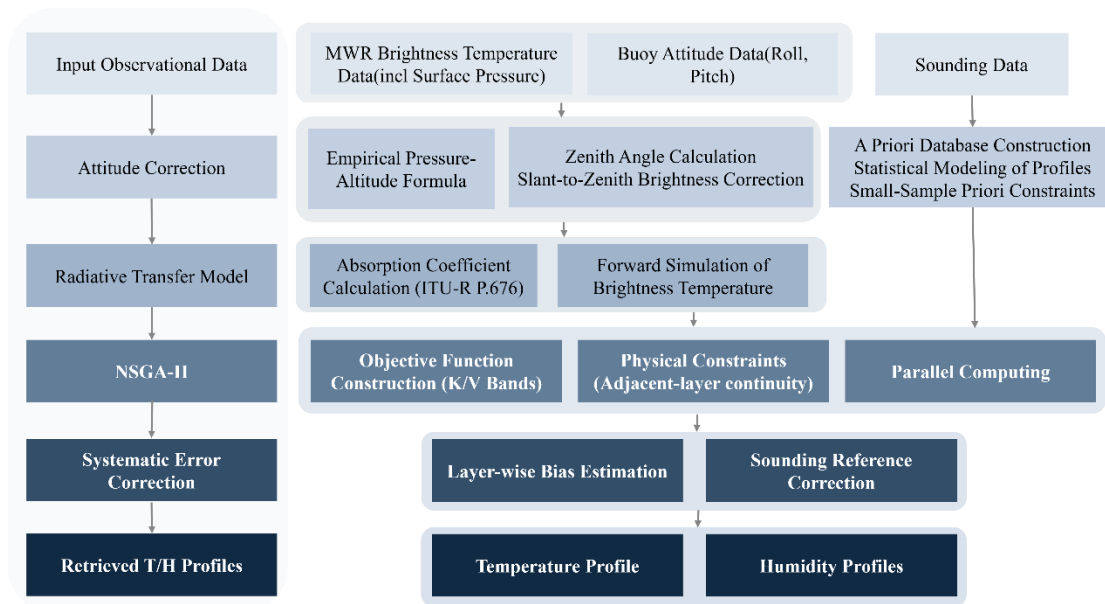 Input Observational Data
Attitude Correction
Radiative Transfer Model
NSGA-II
Systematic Error
Correction
Retrieved T/H Profiles
MWR Brightness Temperature
Data(incl Surface Pressure)
Buoy Attitude Data(Roll,
Pitch)
Sounding Data
Empirical Pressure-
Altitude Formula
Zenith Angle Calculation
Slant-to-Zenith Brightness Correction
A Priori Database Construction
Statistical Modeling of Profiles
Small-Sample Priori Constraints
Absorption Coefficient
Calculation (ITU-R P.676)
Forward Simulation of
Brightness Temperature
Objective Function
Construction (K/V Bands)
Physical Constraints
(Adjacent-layer continuity)
Parallel Computing
Layer-wise Bias Estimation
Sounding Reference
Correction
Temperature Profile
Humidity Profiles